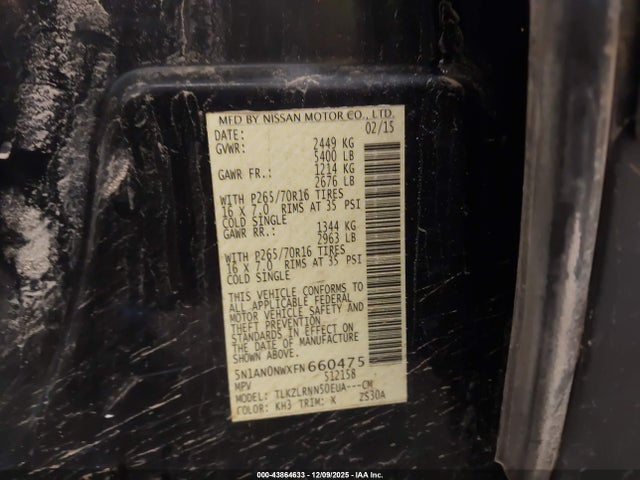 MFD BY NISSAN MOTOR CO., LTD.
DATE: 02/15
GVWR: 2449 KG
5400 LB
GAWR FR.: 1214 KG
2676 LB
WITH P265/70R16 TIRES
16 X 7.0 RIMS AT 35 PSI
COLD SINGLE
GAWR RR.: 1344 KG
2963 LB
WITH P265/70R16 TIRES
16 X 7.0 RIMS AT 35 PSI
COLD SINGLE
THIS VEHICLE CONFORMS TO
ALL APPLICABLE FEDERAL
MOTOR VEHICLE SAFETY AND
THEFT PREVENTION
STANDARDS IN EFFECT ON
THE DATE OF MANUFACTURE
SHOWN ABOVE.
5N1AN0NWXFN660475
MPV 512158
MODEL: TLKZLRNN50EUA---CM
COLOR: KH3 TRIM: K ZS30A
000-43864633 - 12/09/2025 - IAA Inc.